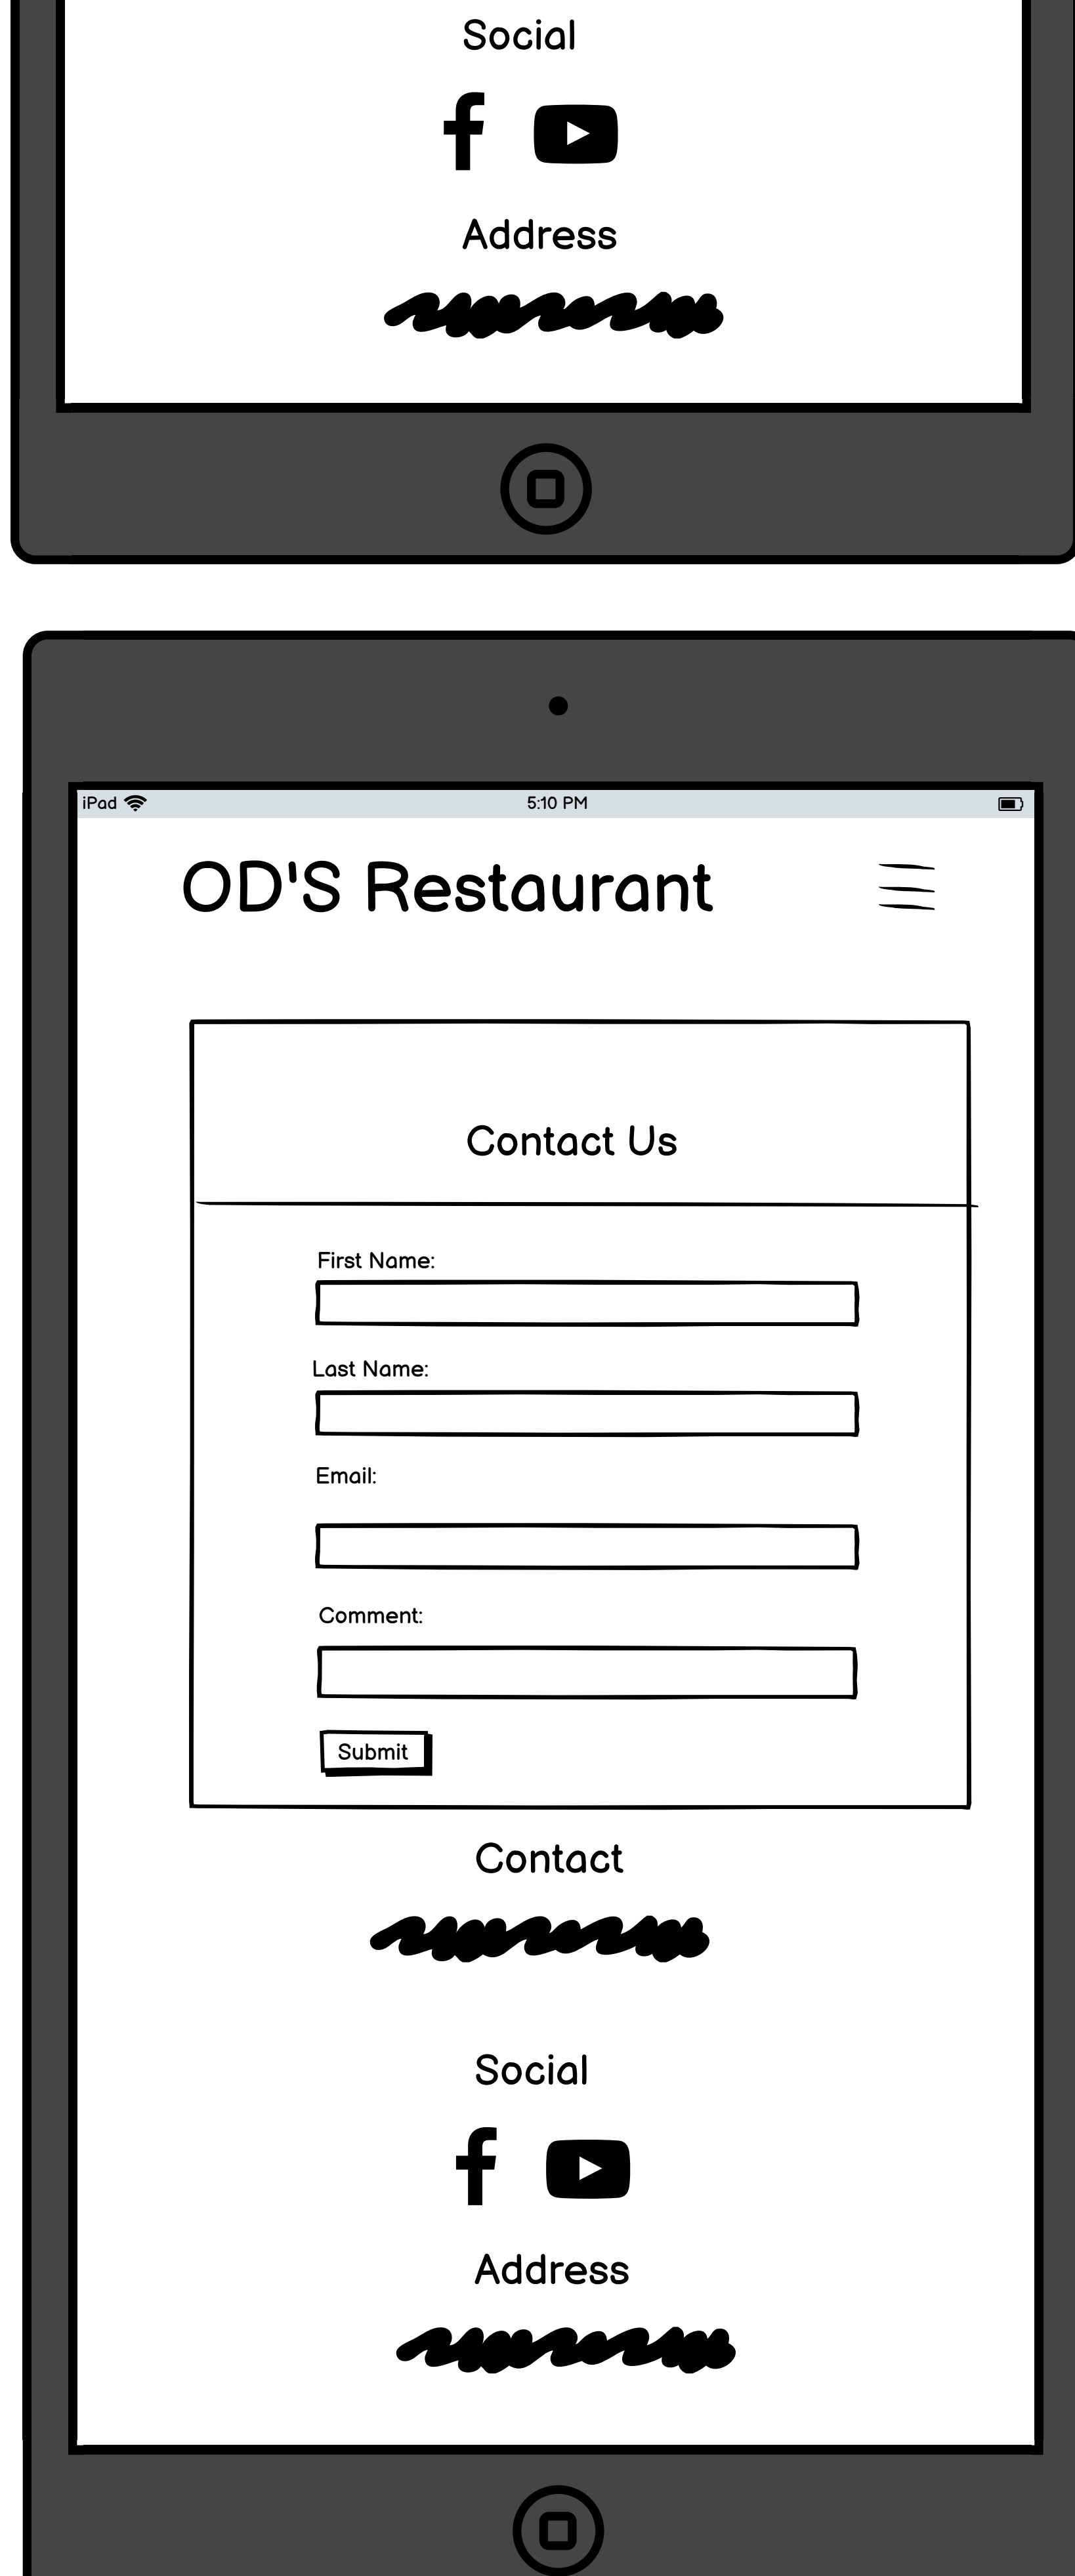 Social
Address
iPad 5:10 PM
OD'S Restaurant
Contact Us
First Name:
Last Name:
Email:
Comment:
Submit
Contact
Social
Address